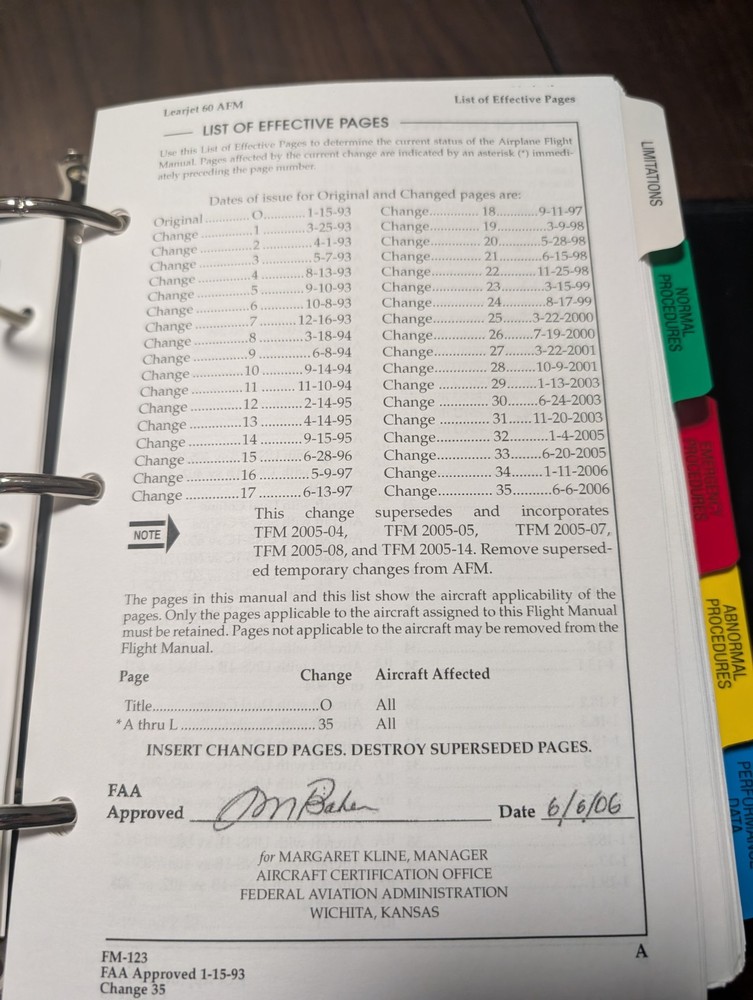 Learjet 60 AFM
List of Effective Pages
LIST OF EFFECTIVE PAGES
Use this List of Effective Pages to determine the current status of the Airplane Flight
Manual. Pages affected by the current change are indicated by an asterisk (*) immedi-
ately preceding the page number.
Dates of issue for Original and Changed pages are:
Original ............ O ............ 1-15-93
Change ............ 1 ............ 3-25-93
Change ............ 2 ............ 4-1-93
Change ............ 3 ............ 5-7-93
Change ............ 4 ............ 8-13-93
Change ............ 5 ............ 9-10-93
Change ............ 6 ............ 10-8-93
Change ............ 7 ............ 12-16-93
Change ............ 8 ............ 3-18-94
Change ............ 9 ............ 6-8-94
Change ............ 10 ............ 9-14-94
Change ............ 11 ............ 11-10-94
Change ............ 12 ............ 2-14-95
Change ............ 13 ............ 4-14-95
Change ............ 14 ............ 9-15-95
Change ............ 15 ............ 6-28-96
Change ............ 16 ............ 5-9-97
Change ............ 17 ............ 6-13-97
Change ............ 18 ............ 9-11-97
Change ............ 19 ............ 3-9-98
Change ............ 20 ............ 5-28-98
Change ............ 21 ............ 6-15-98
Change ............ 22 ............ 11-25-98
Change ............ 23 ............ 3-15-99
Change ............ 24 ............ 8-17-99
Change ............ 25 ............ 3-22-2000
Change ............ 26 ............ 7-19-2000
Change ............ 27 ............ 3-22-2001
Change ............ 28 ............ 10-9-2001
Change ............ 29 ............ 1-13-2003
Change ............ 30 ............ 6-24-2003
Change ............ 31 ............ 11-20-2003
Change ............ 32 ............ 1-4-2005
Change ............ 33 ............ 6-20-2005
Change ............ 34 ............ 1-11-2006
Change ............ 35 ............ 6-6-2006
NOTE
This change supersedes and incorporates
TFM 2005-04, TFM 2005-05, TFM 2005-07,
TFM 2005-08, and TFM 2005-14. Remove supersed-
ed temporary changes from AFM.
The pages in this manual and this list show the aircraft applicability of the
pages. Only the pages applicable to the aircraft assigned to this Flight Manual
must be retained. Pages not applicable to the aircraft may be removed from the
Flight Manual.
Page Change Aircraft Affected
Title ............ O All
*A thru L ............ 35 All
INSERT CHANGED PAGES. DESTROY SUPERSEDED PAGES.
FAA
Approved JM Baker Date 6/6/06
for MARGARET KLINE, MANAGER
AIRCRAFT CERTIFICATION OFFICE
FEDERAL AVIATION ADMINISTRATION
WICHITA, KANSAS
FM-123
FAA Approved 1-15-93
Change 35
A
LIMITATIONS
NORMAL
PROCEDURES
EMERGENCY
PROCEDURES
ABNORMAL
PROCEDURES
PERFORMANCE
DATA